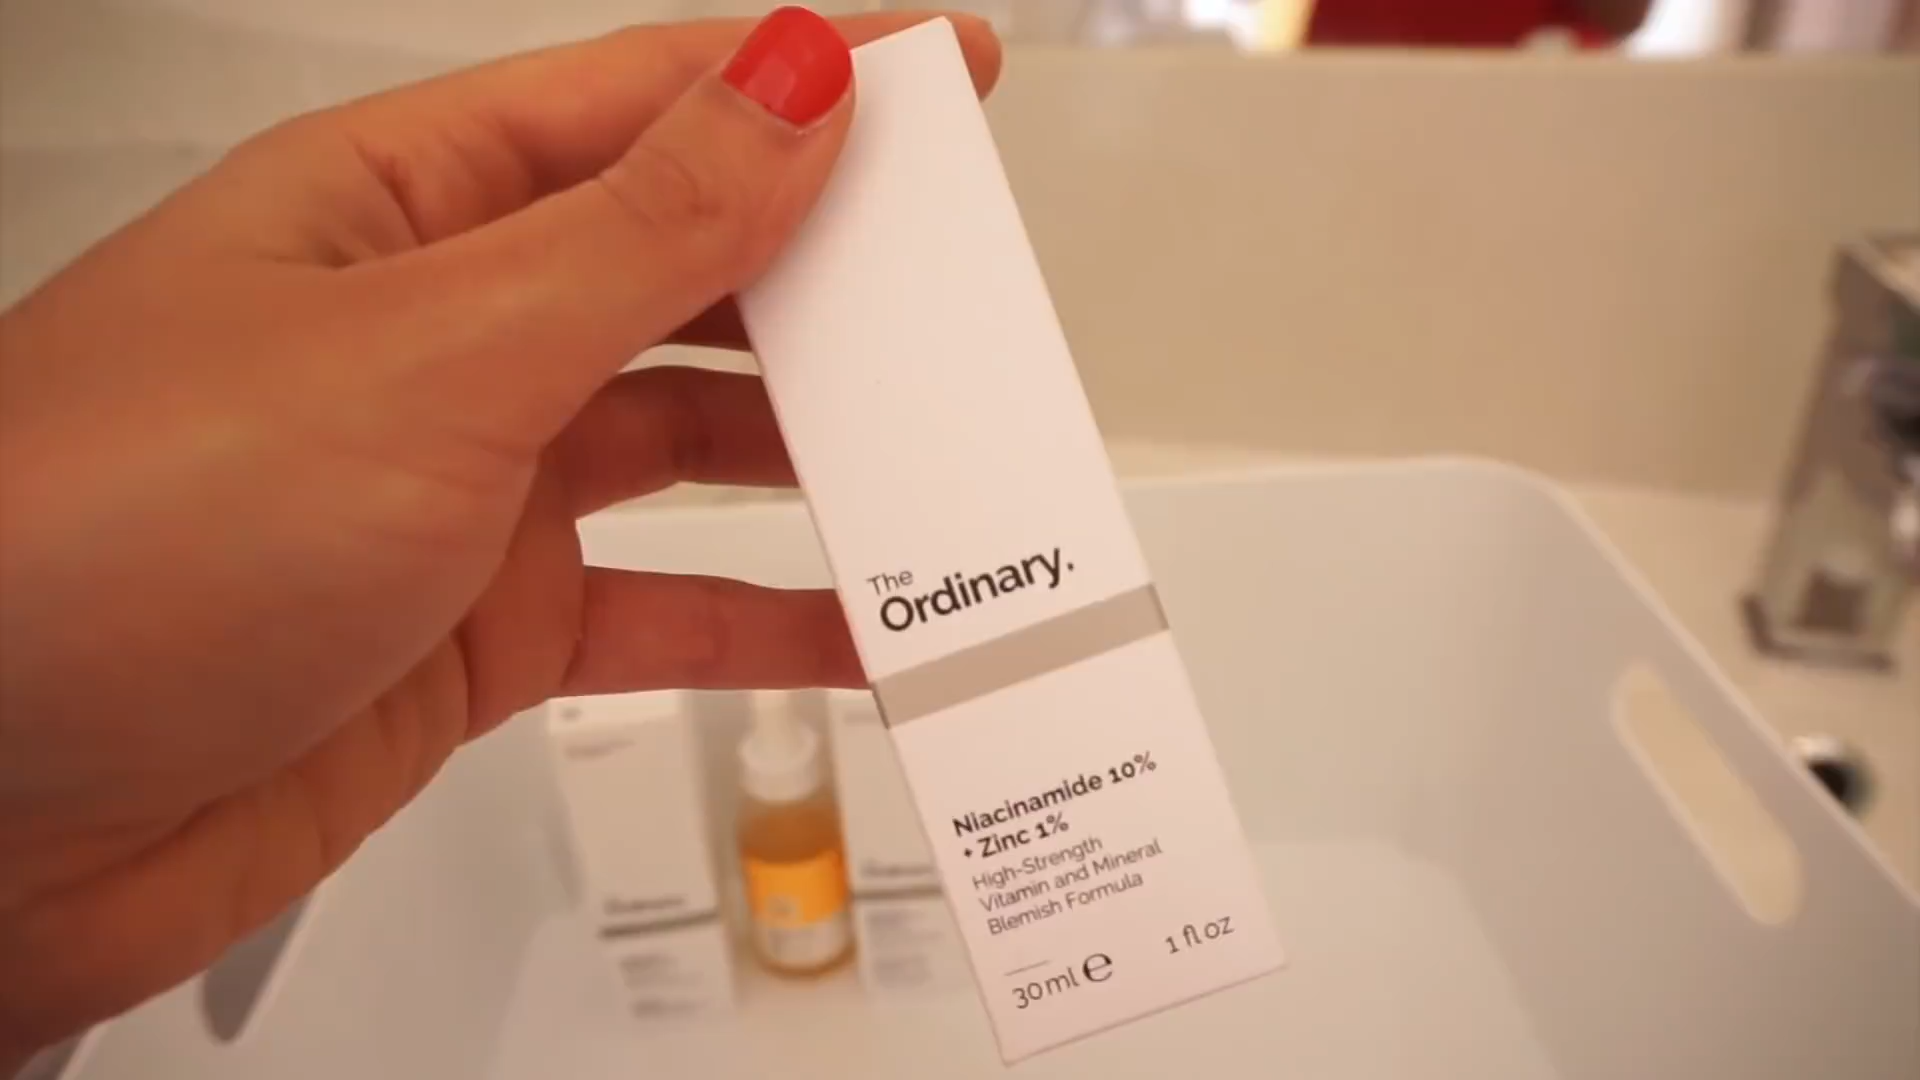 The
Ordinary.
Niacinamide 10%
+ Zinc 1%
High-Strength
Vitamin and Mineral
Blemish Formula
30ml ℮ 1 fl oz